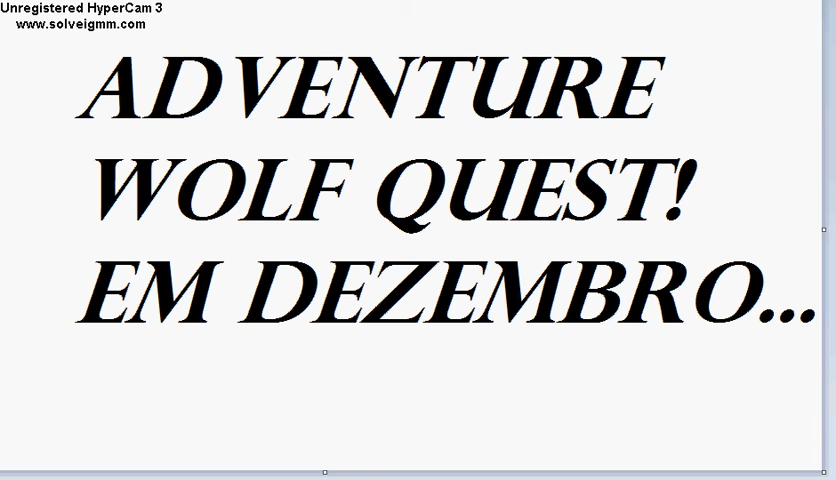 Unregistered HyperCam 3
www.solveigmm.com
ADVENTURE
WOLF QUEST!
EM DEZEMBRO...